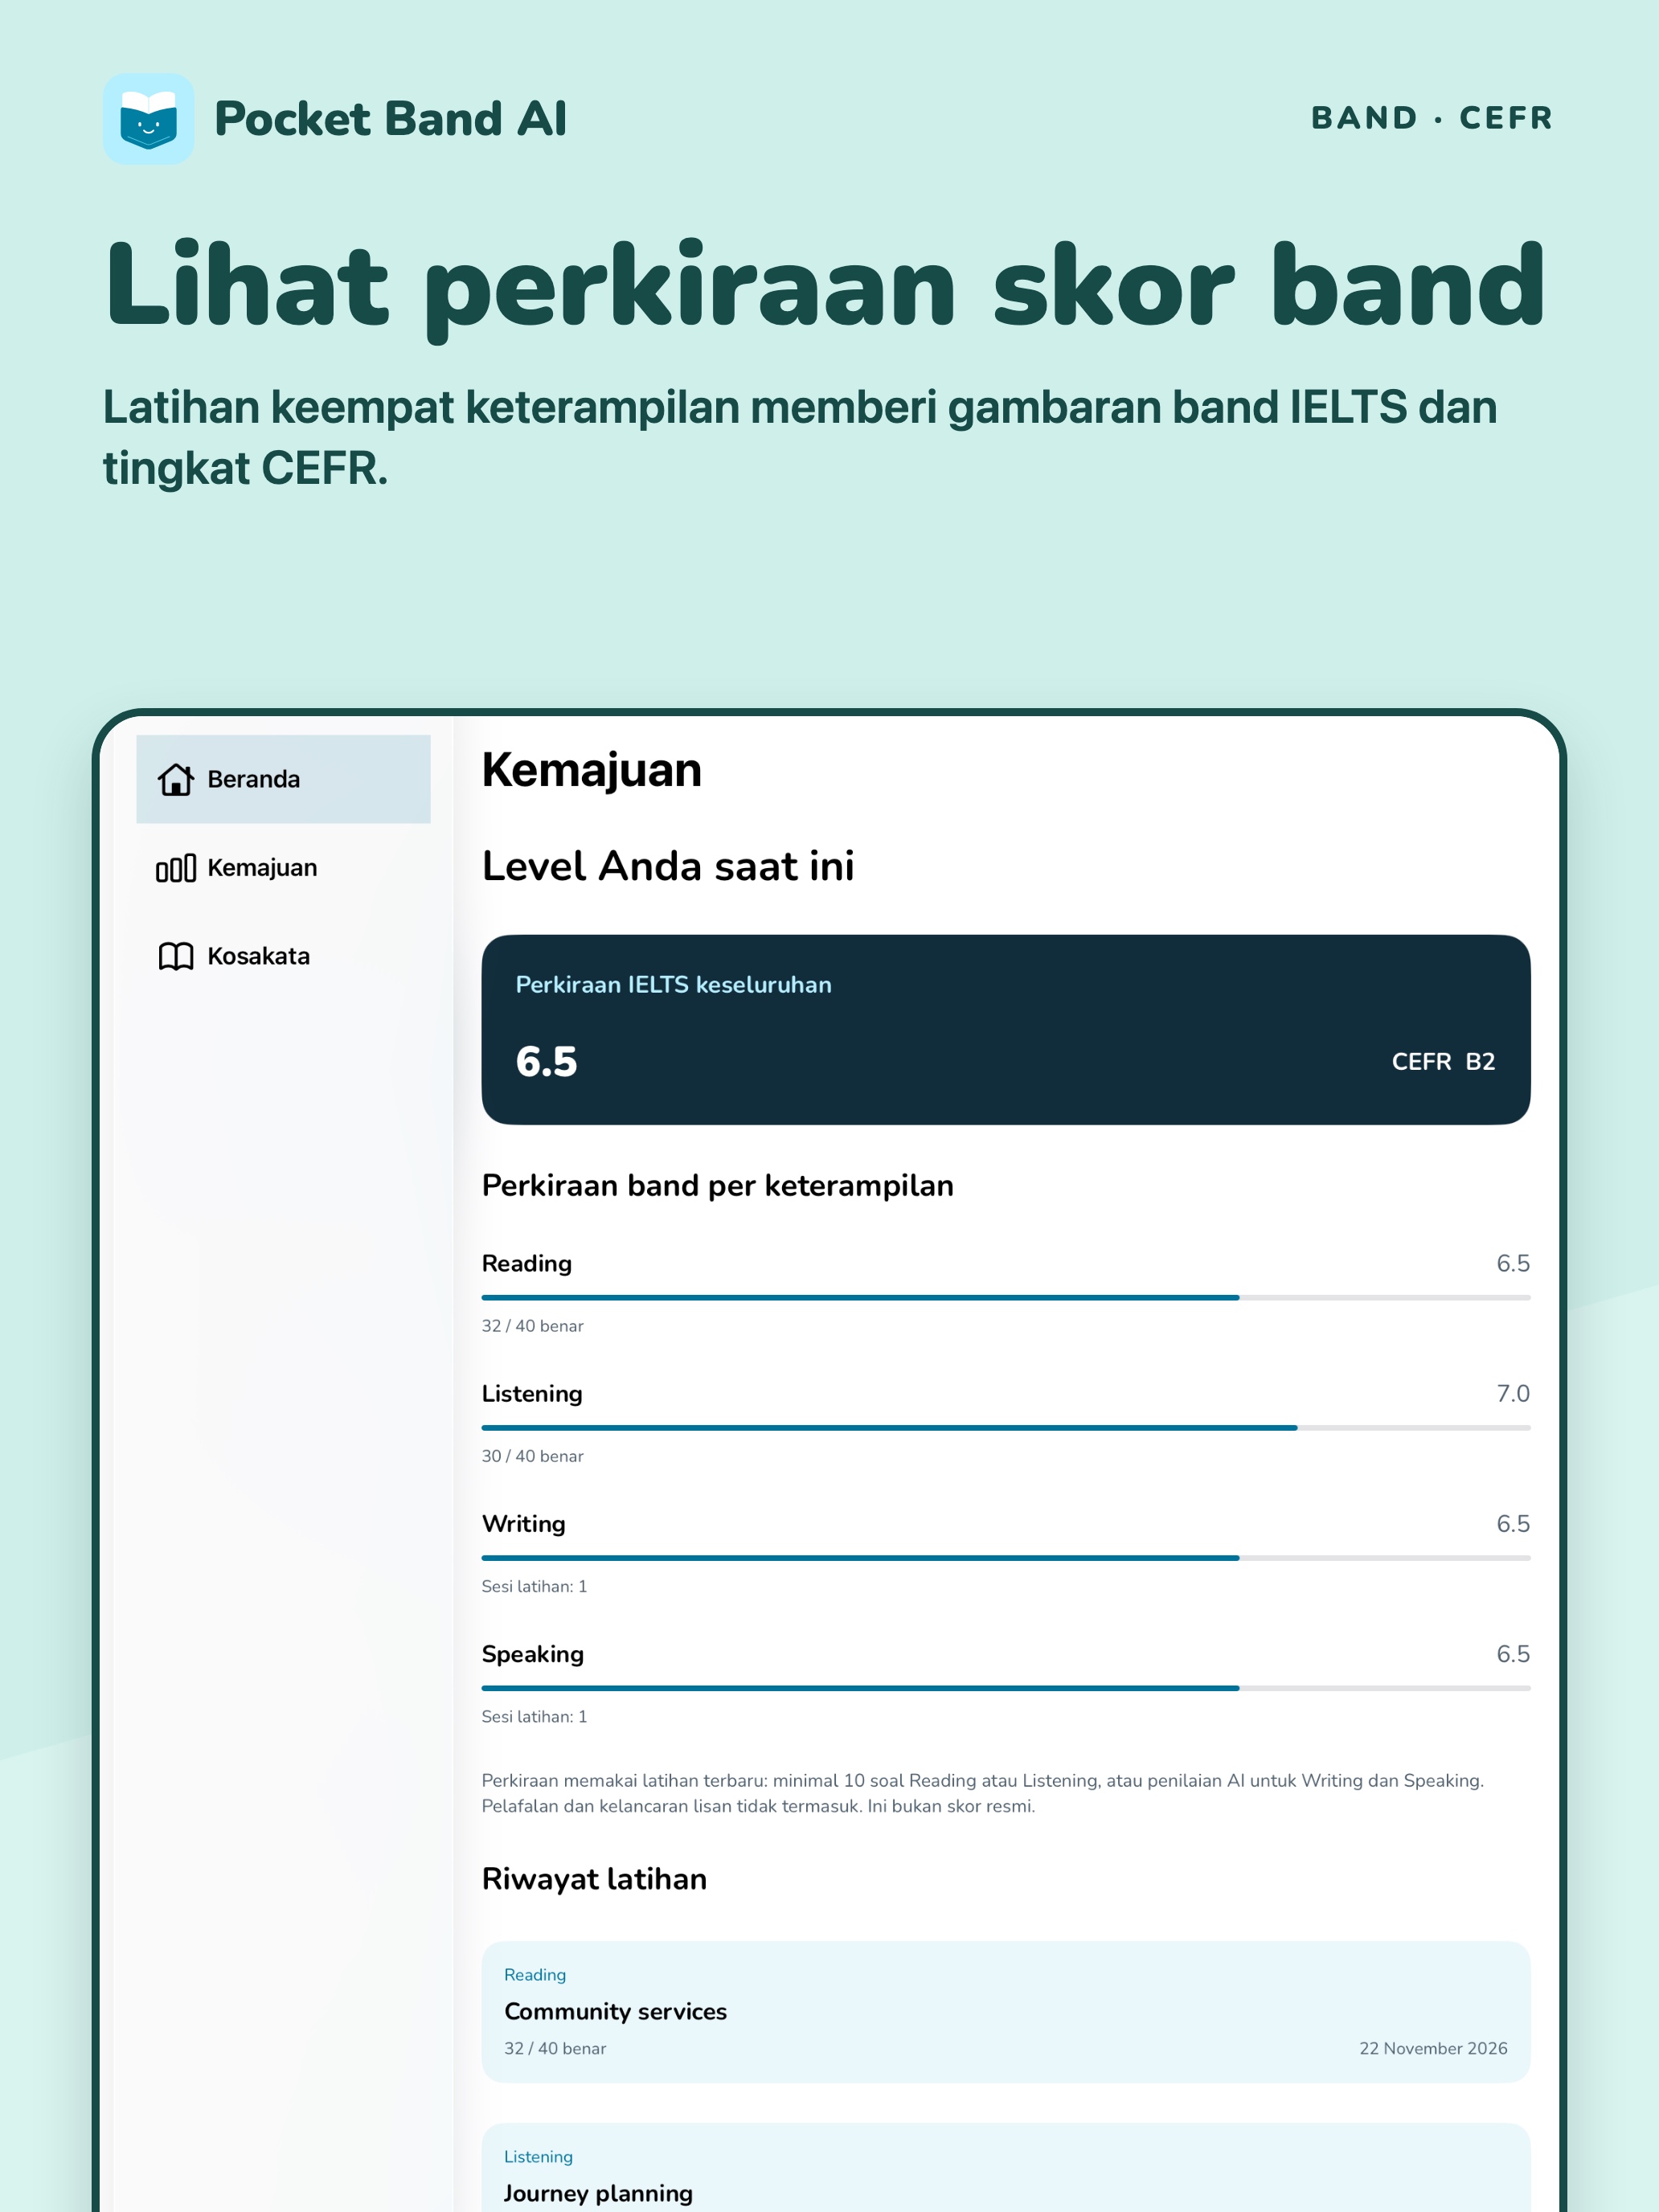 Pocket Band AI
BAND · CEFR
Lihat perkiraan skor band
Latihan keempat keterampilan memberi gambaran band IELTS dan
tingkat CEFR.
Beranda
Kemajuan
Kosakata
Kemajuan
Level Anda saat ini
Perkiraan IELTS keseluruhan
6.5
CEFR B2
Perkiraan band per keterampilan
Reading
6.5
32 / 40 benar
Listening
7.0
30 / 40 benar
Writing
6.5
Sesi latihan: 1
Speaking
6.5
Sesi latihan: 1
Perkiraan memakai latihan terbaru: minimal 10 soal Reading atau Listening, atau penilaian AI untuk Writing dan Speaking.
Pelafalan dan kelancaran lisan tidak termasuk. Ini bukan skor resmi.
Riwayat latihan
Reading
Community services
32 / 40 benar
22 November 2026
Listening
Journey planning